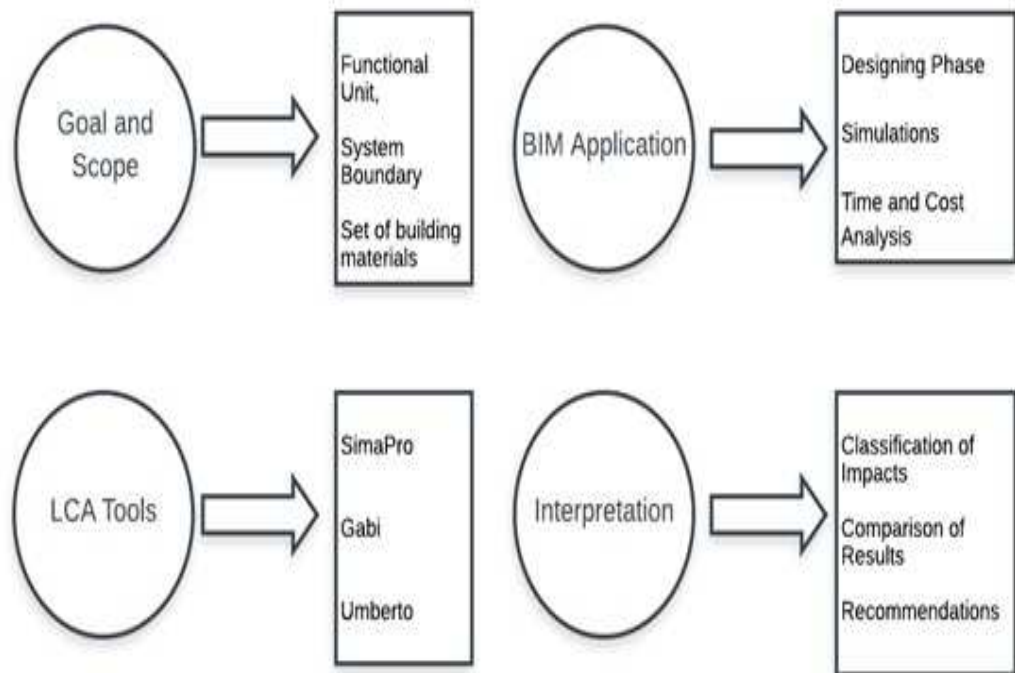 Goal and
Scope
Functional
Unit,
System
Boundary
Set of building
materials
BIM Application
Designing Phase
Simulations
Time and Cost
Analysis
LCA Tools
SimaPro
Gabi
Umberto
Interpretation
Classification of
Impacts
Comparison of
Results
Recommendations